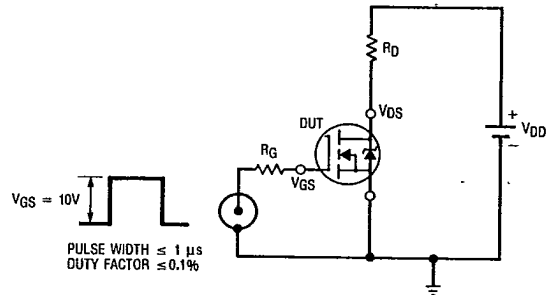 RD
VDS
DUT
+
VDD
−
RG
VGS
VGS = 10V
PULSE WIDTH ≤ 1 μs
DUTY FACTOR ≤ 0.1%